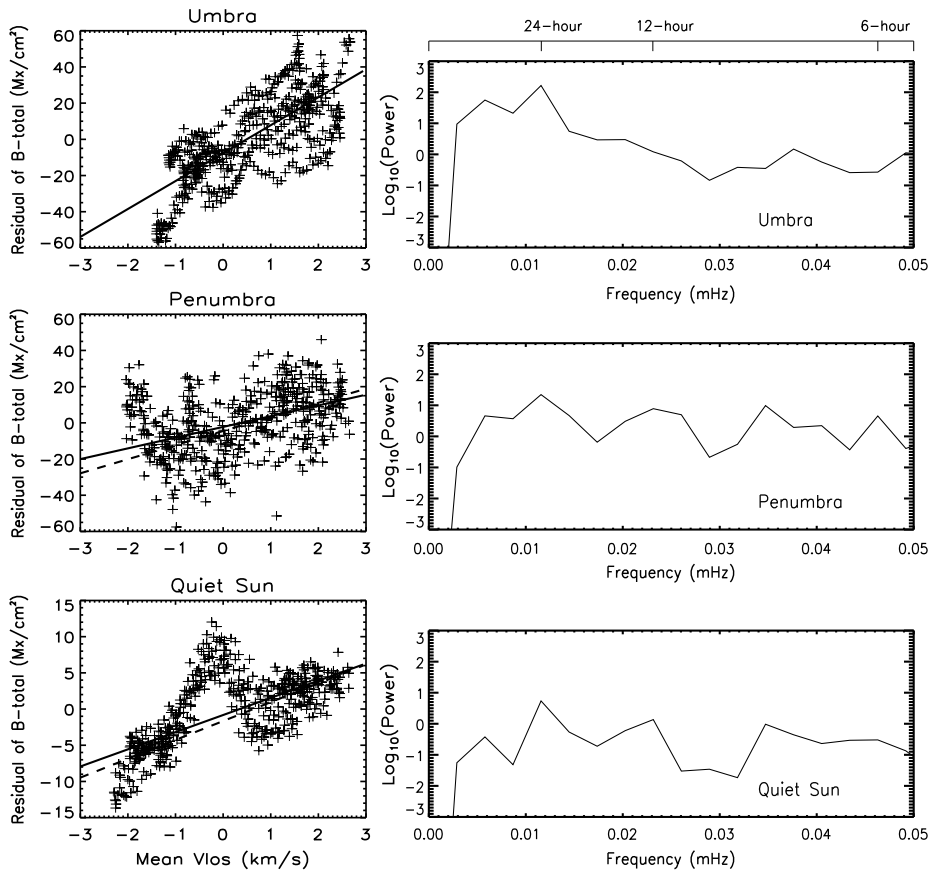 Umbra
Residual of B-total (Mx/cm²)
60
40
20
0
−20
−40
−60
−3 −2 −1 0 1 2 3
24−hour 12−hour 6−hour
Log₁₀(Power)
3
2
1
0
−1
−2
−3
Umbra
0.00 0.01 0.02 0.03 0.04 0.05
Frequency (mHz)
Penumbra
Residual of B-total (Mx/cm²)
60
40
20
0
−20
−40
−60
−3 −2 −1 0 1 2 3
Log₁₀(Power)
3
2
1
0
−1
−2
−3
Penumbra
0.00 0.01 0.02 0.03 0.04 0.05
Frequency (mHz)
Quiet Sun
Residual of B-total (Mx/cm²)
15
10
5
0
−5
−10
−15
−3 −2 −1 0 1 2 3
Mean Vlos (km/s)
Log₁₀(Power)
3
2
1
0
−1
−2
−3
Quiet Sun
0.00 0.01 0.02 0.03 0.04 0.05
Frequency (mHz)